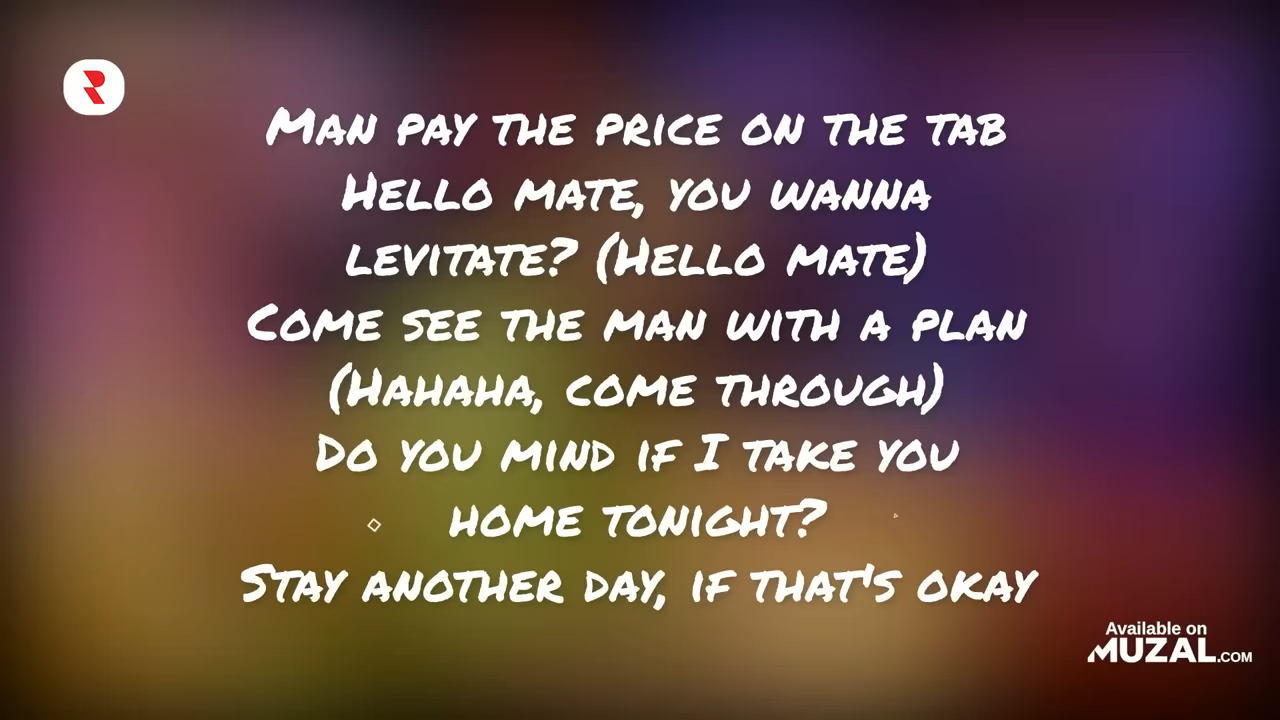 Man pay the price on the tab
Hello mate, you wanna
levitate? (Hello mate)
Come see the man with a plan
(Hahaha, come through)
Do you mind if I take you
home tonight?
Stay another day, if that's okay
Available on
MUZAL.COM